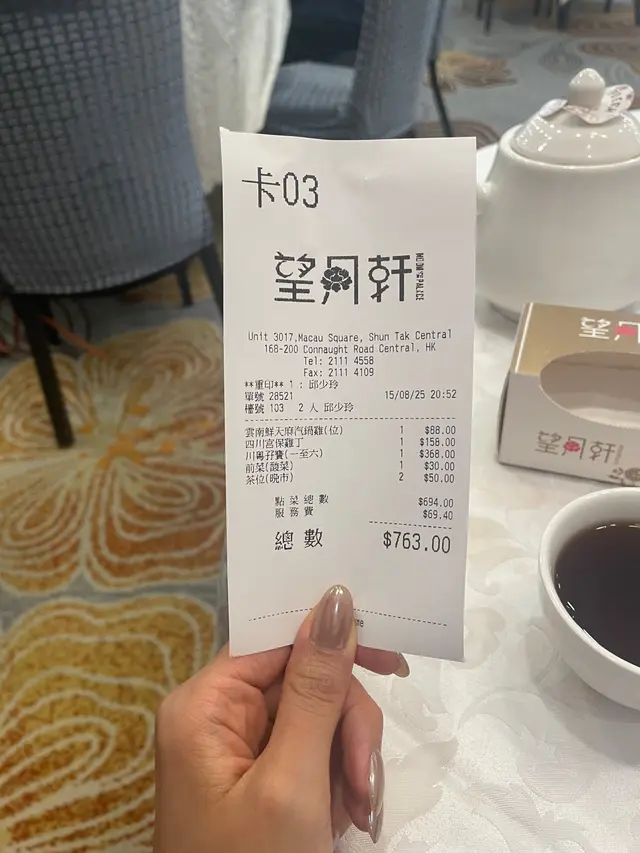 卡03
望月軒
Unit 3017,Macau Square, Shun Tak Central
168-200 Connaught Road Central, HK
Tel: 2111 4558
Fax: 2111 4109
**重印** 1 : 邱少玲
單號 28521 15/08/25 20:52
檯號 103 2 人 邱少玲
雲南鮮天麻汽鍋雞(位) 1 $88.00
四川宮保雞丁 1 $158.00
川粵孖寶(一至六) 1 $368.00
前菜(酸菜) 1 $30.00
茶位(晚市) 2 $50.00
點菜總數 $694.00
服務費 $69.40
總數 $763.00
望月
望月軒